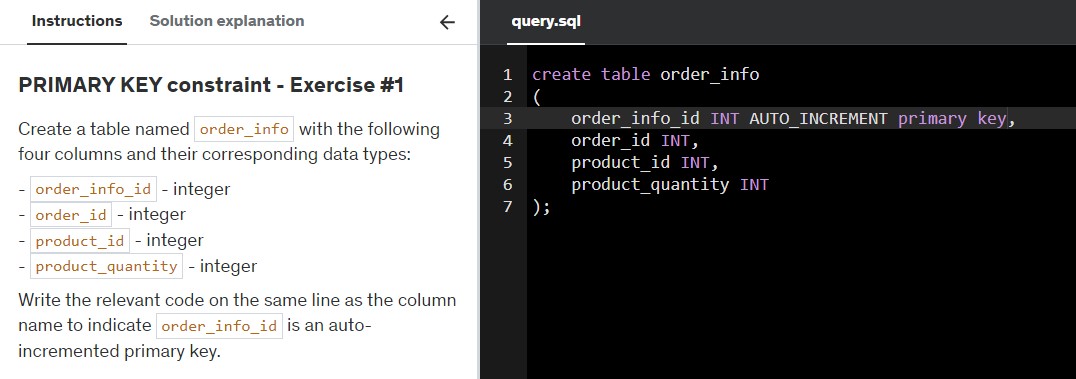 Instructions Solution explanation ←
PRIMARY KEY constraint - Exercise #1
Create a table named order_info with the following
four columns and their corresponding data types:
- order_info_id - integer
- order_id - integer
- product_id - integer
- product_quantity - integer
Write the relevant code on the same line as the column
name to indicate order_info_id is an auto-
incremented primary key.
query.sql
1 create table order_info
2 (
3     order_info_id INT AUTO_INCREMENT primary key,
4     order_id INT,
5     product_id INT,
6     product_quantity INT
7 );